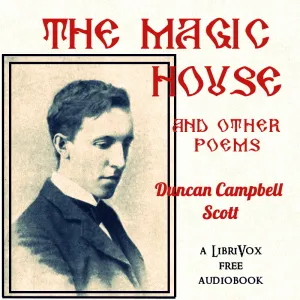 THE MAGIC
HOUSE
AND OTHER
POEMS
Duncan Campbell
Scott
A LIBRIVOX
FREE
AUDIOBOOK